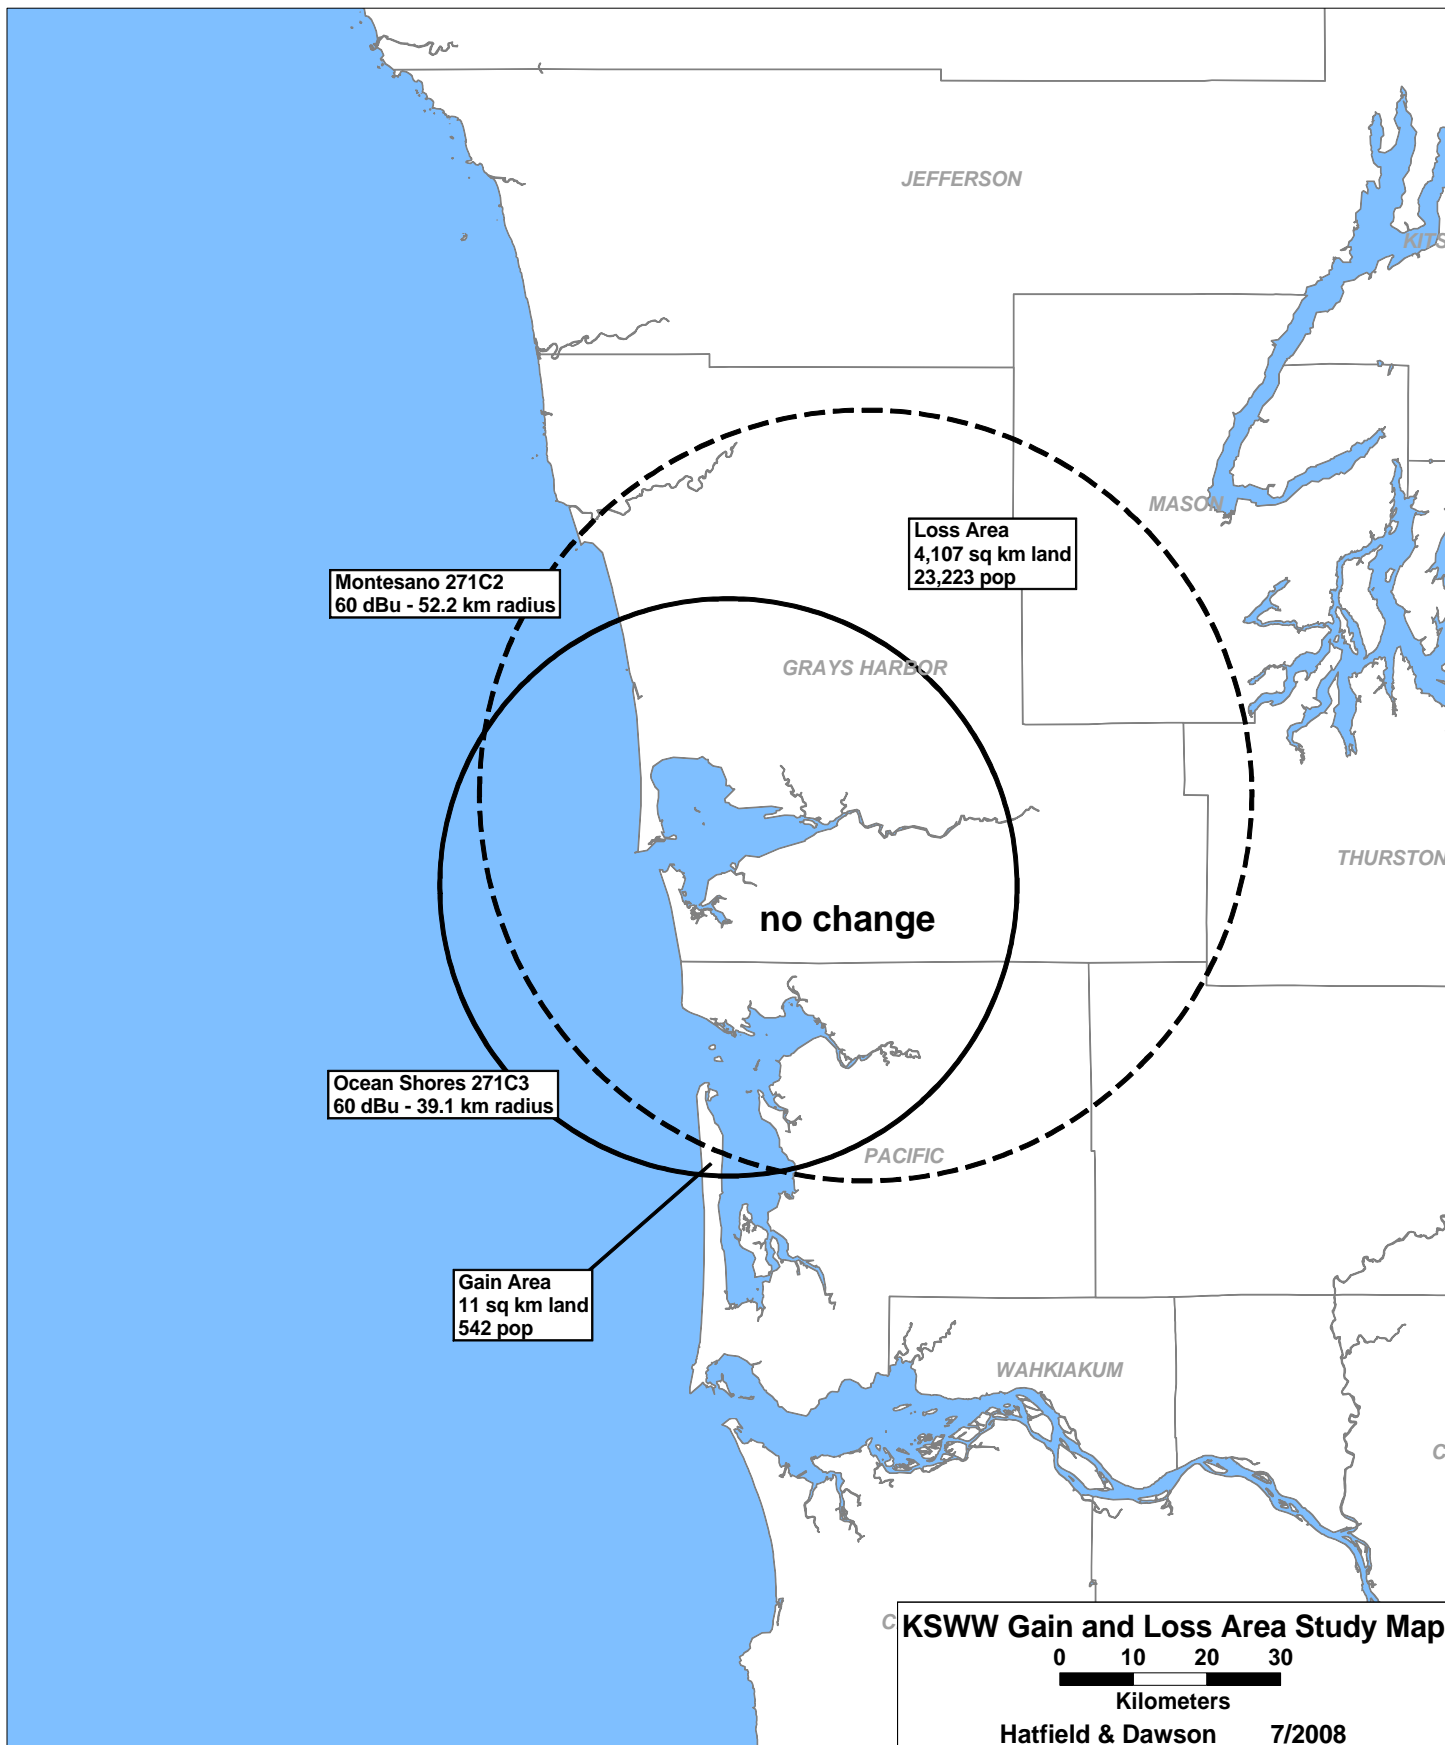 JEFFERSON
KITS
MASON
Loss Area
4,107 sq km land
23,223 pop
Montesano 271C2
60 dBu - 52.2 km radius
GRAYS HARBOR
THURSTON
no change
Ocean Shores 271C3
60 dBu - 39.1 km radius
PACIFIC
Gain Area
11 sq km land
542 pop
WAHKIAKUM
C
C
KSWW Gain and Loss Area Study Map
0 10 20 30
Kilometers
Hatfield & Dawson 7/2008